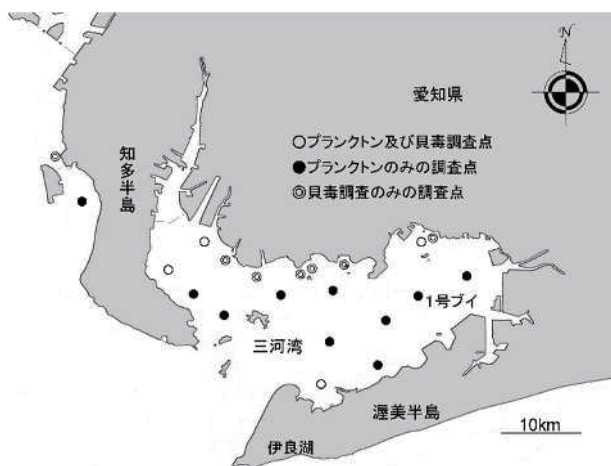 N
愛知県
○プランクトン及び貝毒調査点
●プランクトンのみの調査点
◎貝毒調査のみの調査点
知多半島
1号ブイ
三河湾
渥美半島
伊良湖
10km